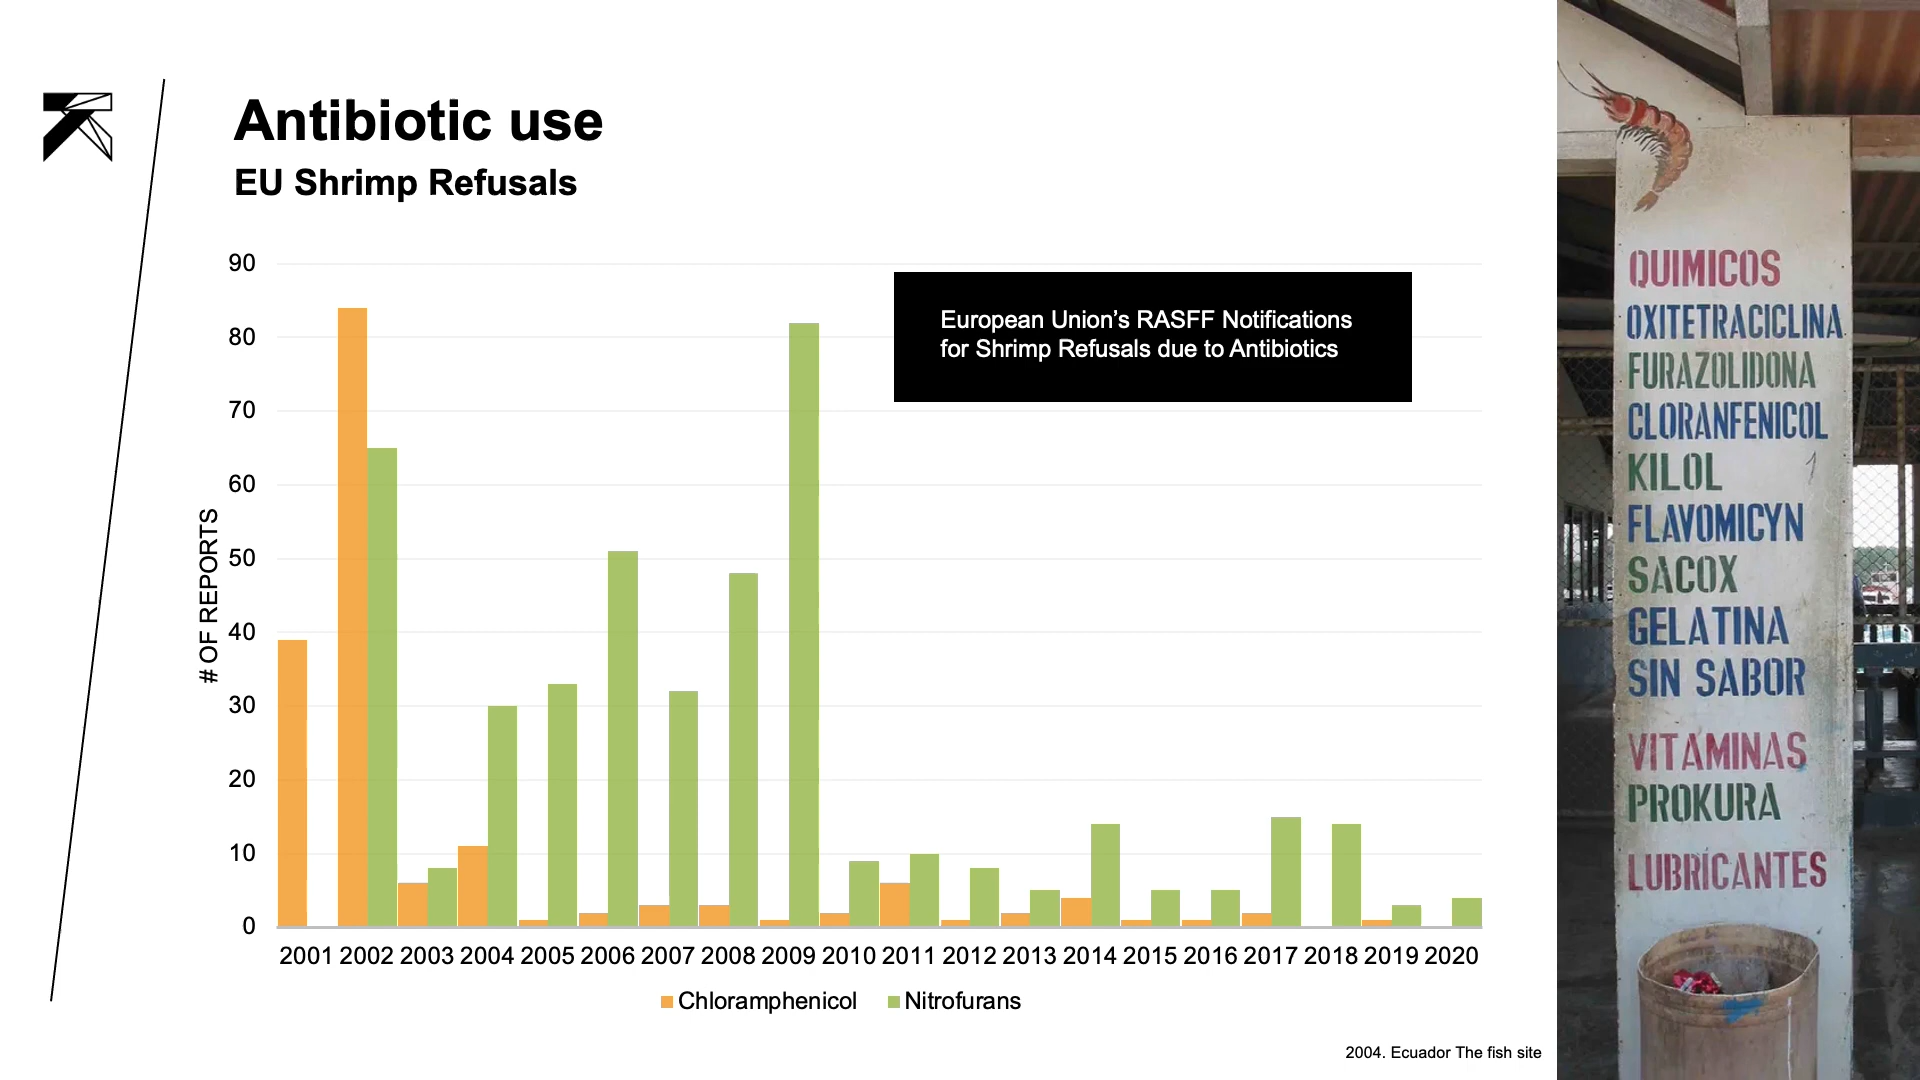 Antibiotic use
EU Shrimp Refusals
90
80
70
60
50
40
30
20
10
0
# OF REPORTS
European Union's RASFF Notifications
for Shrimp Refusals due to Antibiotics
2001 2002 2003 2004 2005 2006 2007 2008 2009 2010 2011 2012 2013 2014 2015 2016 2017 2018 2019 2020
Chloramphenicol Nitrofurans
2004. Ecuador The fish site
QUIMICOS
OXITETRACICLINA
FURAZOLIDONA
CLORANFENICOL
KILOL
FLAVOMICYN
SACOX
GELATINA
SIN SABOR
VITAMINAS
PROKURA
LUBRICANTES